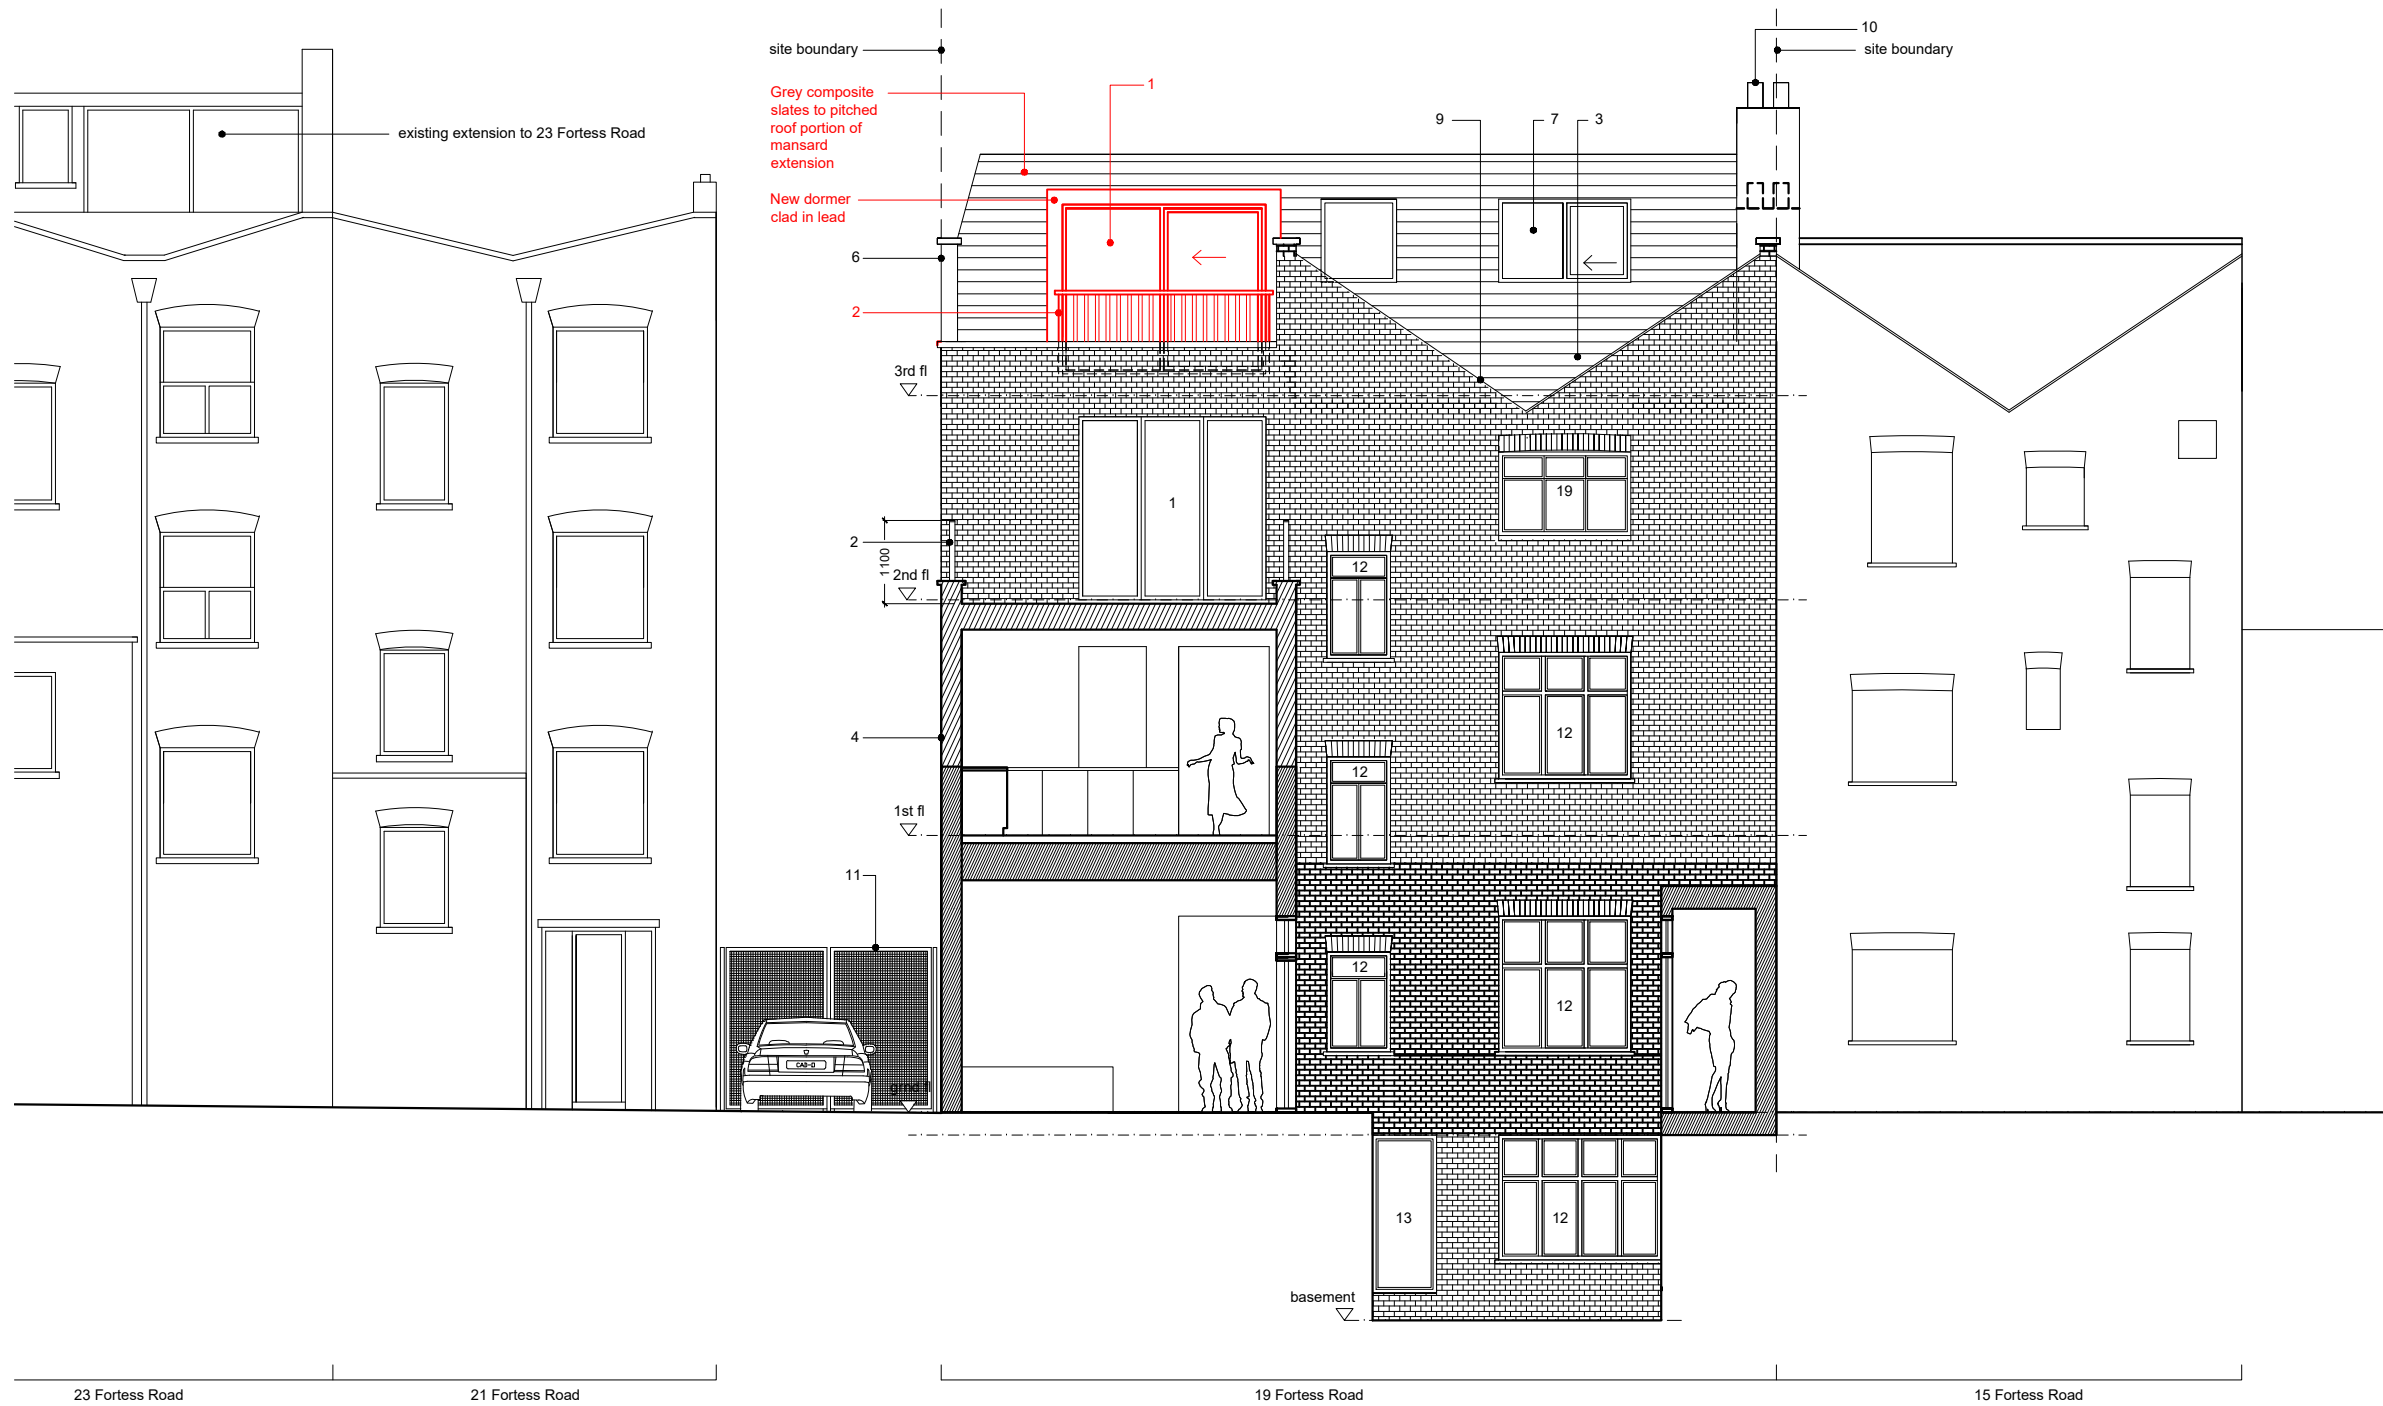 10
site boundary
site boundary
1
Grey composite
slates to pitched
roof portion of
mansard
extension
9
7
3
existing extension to 23 Fortess Road
New dormer
clad in lead
6
2
3rd fl
1
19
2
1100
2nd fl
12
4
12
12
1st fl
11
12
12
CAD-D
grnd fl
13
12
basement
23 Fortess Road
21 Fortess Road
19 Fortess Road
15 Fortess Road